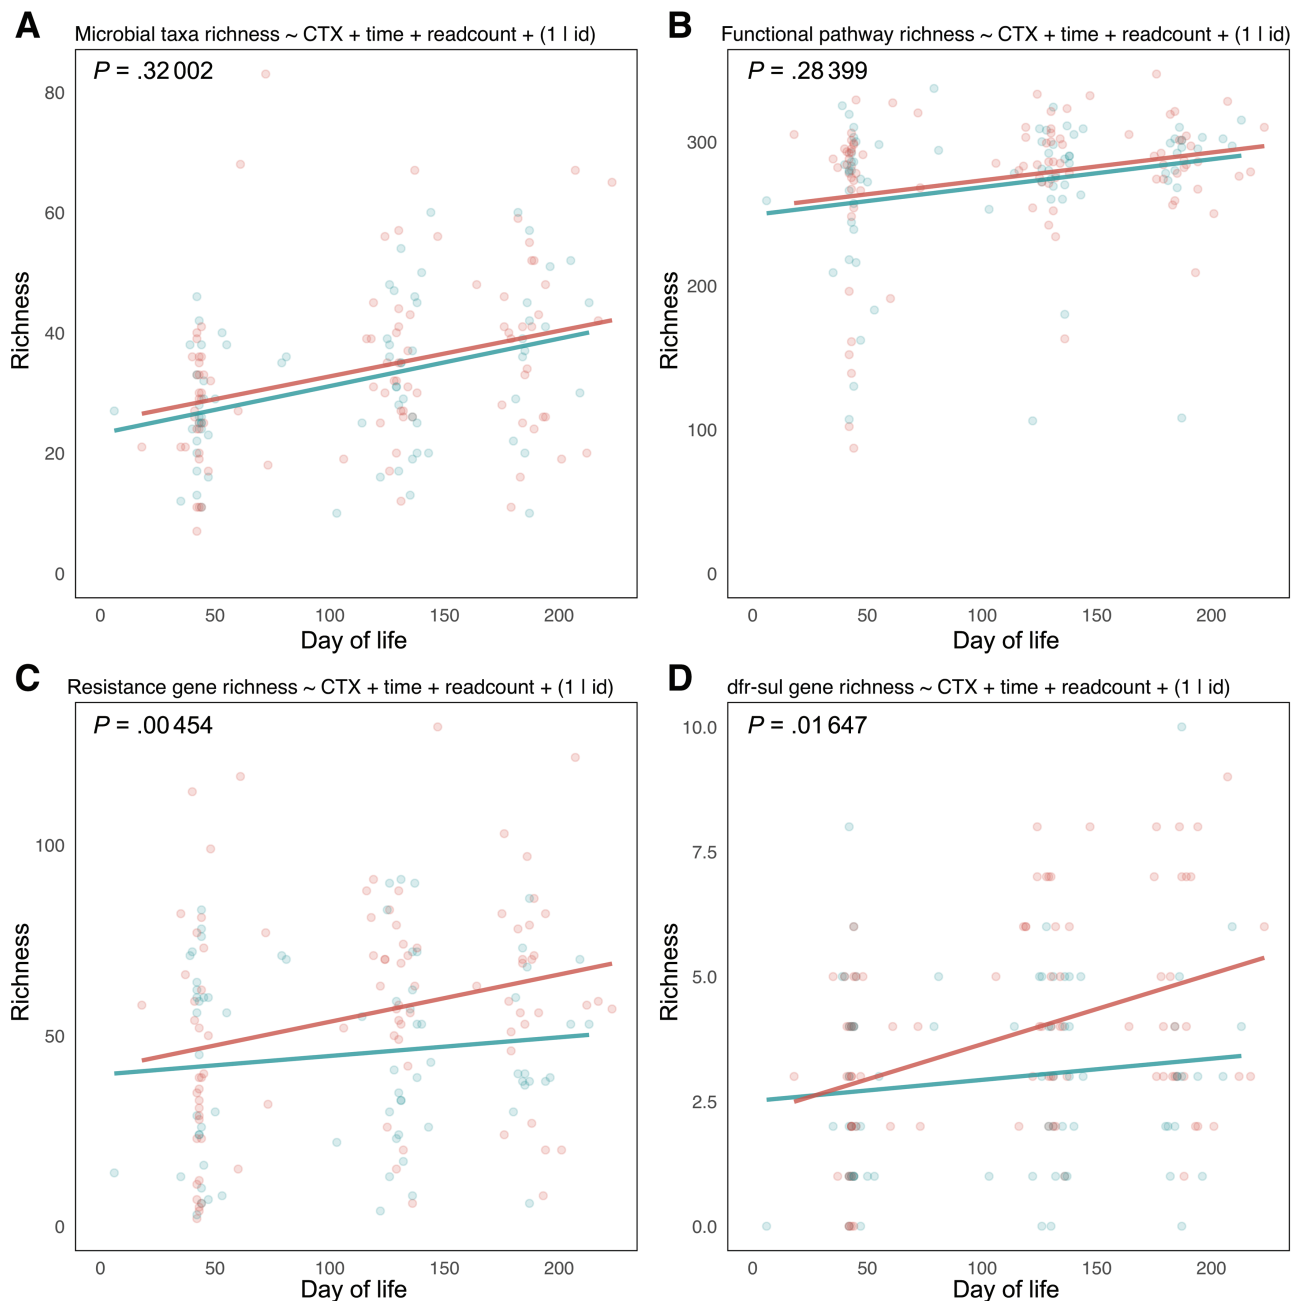 A
Microbial taxa richness ~ CTX + time + readcount + (1 | id)
P = .32 002
80
60
40
20
0
Richness
0 50 100 150 200
Day of life
B
Functional pathway richness ~ CTX + time + readcount + (1 | id)
P = .28 399
300
200
100
0
Richness
0 50 100 150 200
Day of life
C
Resistance gene richness ~ CTX + time + readcount + (1 | id)
P = .00 454
100
50
0
Richness
0 50 100 150 200
Day of life
D
dfr-sul gene richness ~ CTX + time + readcount + (1 | id)
P = .01 647
10.0
7.5
5.0
2.5
0.0
Richness
0 50 100 150 200
Day of life